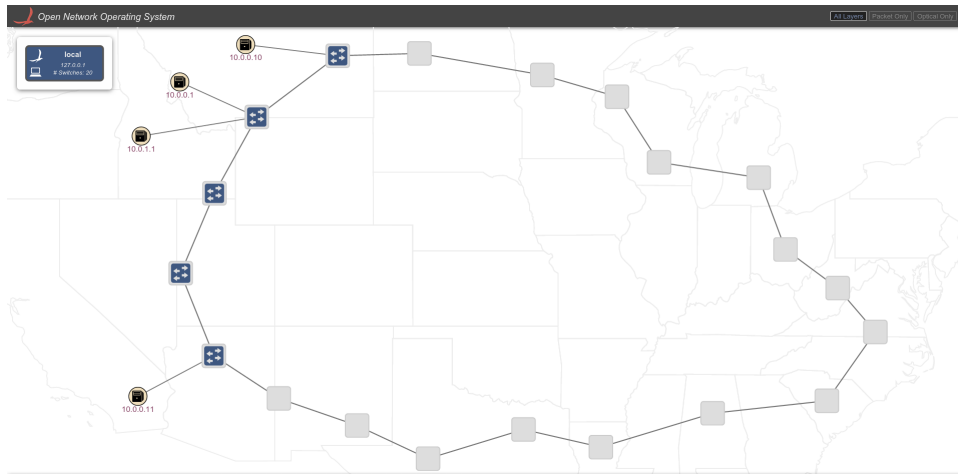 Open Network Operating System
All Layers
Packet Only
Optical Only
local
127.0.0.1
# Switches: 20
10.0.0.10
10.0.0.1
10.0.1.1
10.0.0.11